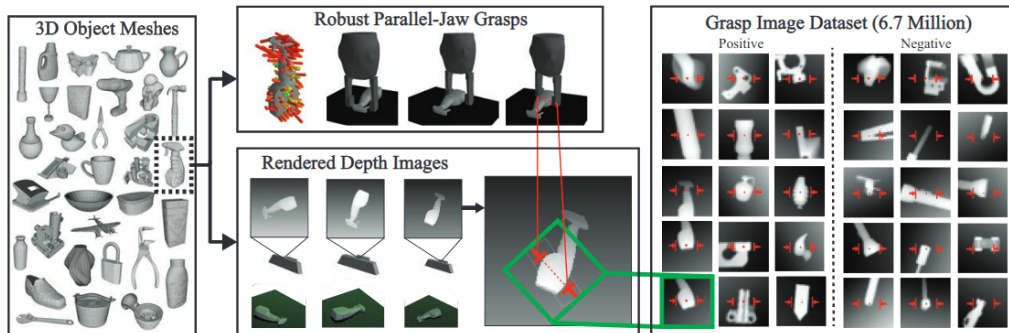 3D Object Meshes
Robust Parallel-Jaw Grasps
Rendered Depth Images
Grasp Image Dataset (6.7 Million)
Positive
Negative